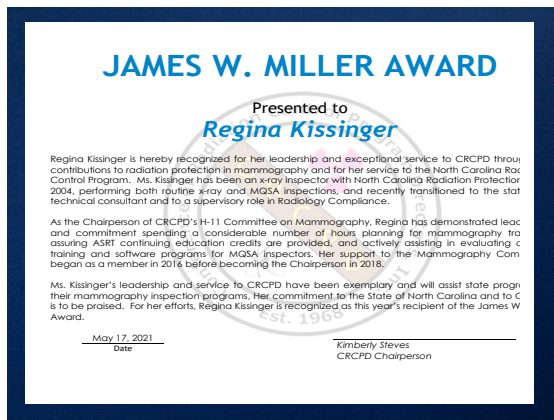 JAMES W. MILLER AWARD
Presented to
Regina Kissinger
Regina Kissinger is hereby recognized for her leadership and exceptional service to CRCPD throug
contributions to radiation protection in mammography and for her service to the North Carolina Rad
Control Program. Ms. Kissinger has been an x-ray inspector with North Carolina Radiation Protection
2004, performing both routine x-ray and MQSA inspections, and recently transitioned to the stat
technical consultant and to a supervisory role in Radiology Compliance.
As the Chairperson of CRCPD's H-11 Committee on Mammography, Regina has demonstrated lead
and commitment spending a considerable number of hours planning for mammography tra
assuring ASRT continuing education credits are provided, and actively assisting in evaluating
training and software programs for MQSA inspectors. Her support to the Mammography Com
began as a member in 2016 before becoming the Chairperson in 2018.
Ms. Kissinger's leadership and service to CRCPD have been exemplary and will assist state progr
their mammography inspection programs, Her commitment to the State of North Carolina and to C
is to be praised. For her efforts, Regina Kissinger is recognized as this year's recipient of the James W
Award.
Est. 1968
May 17, 2021
Date
Kimberly Steves
CRCPD Chairperson